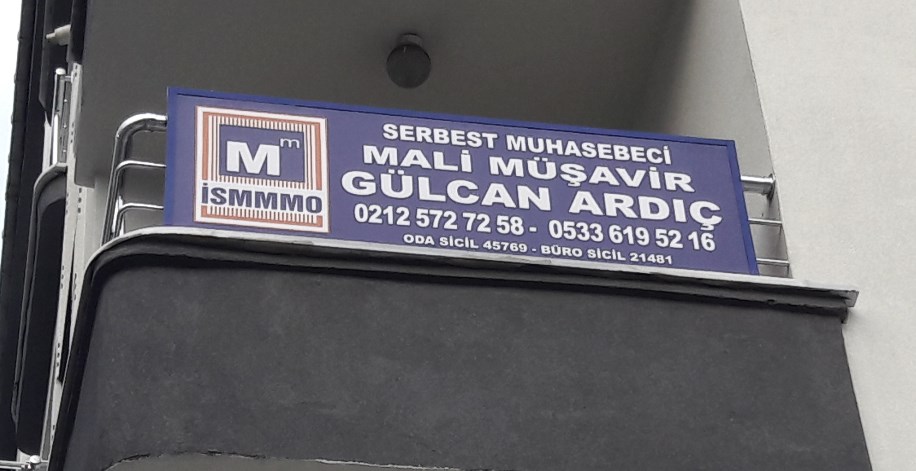 Mm
İSMMMO
SERBEST MUHASEBECİ
MALİ MÜŞAVİR
GÜLCAN ARDIÇ
0212 572 72 58 - 0533 619 52 16
ODA SİCİL 45769 - BÜRO SİCİL 21481